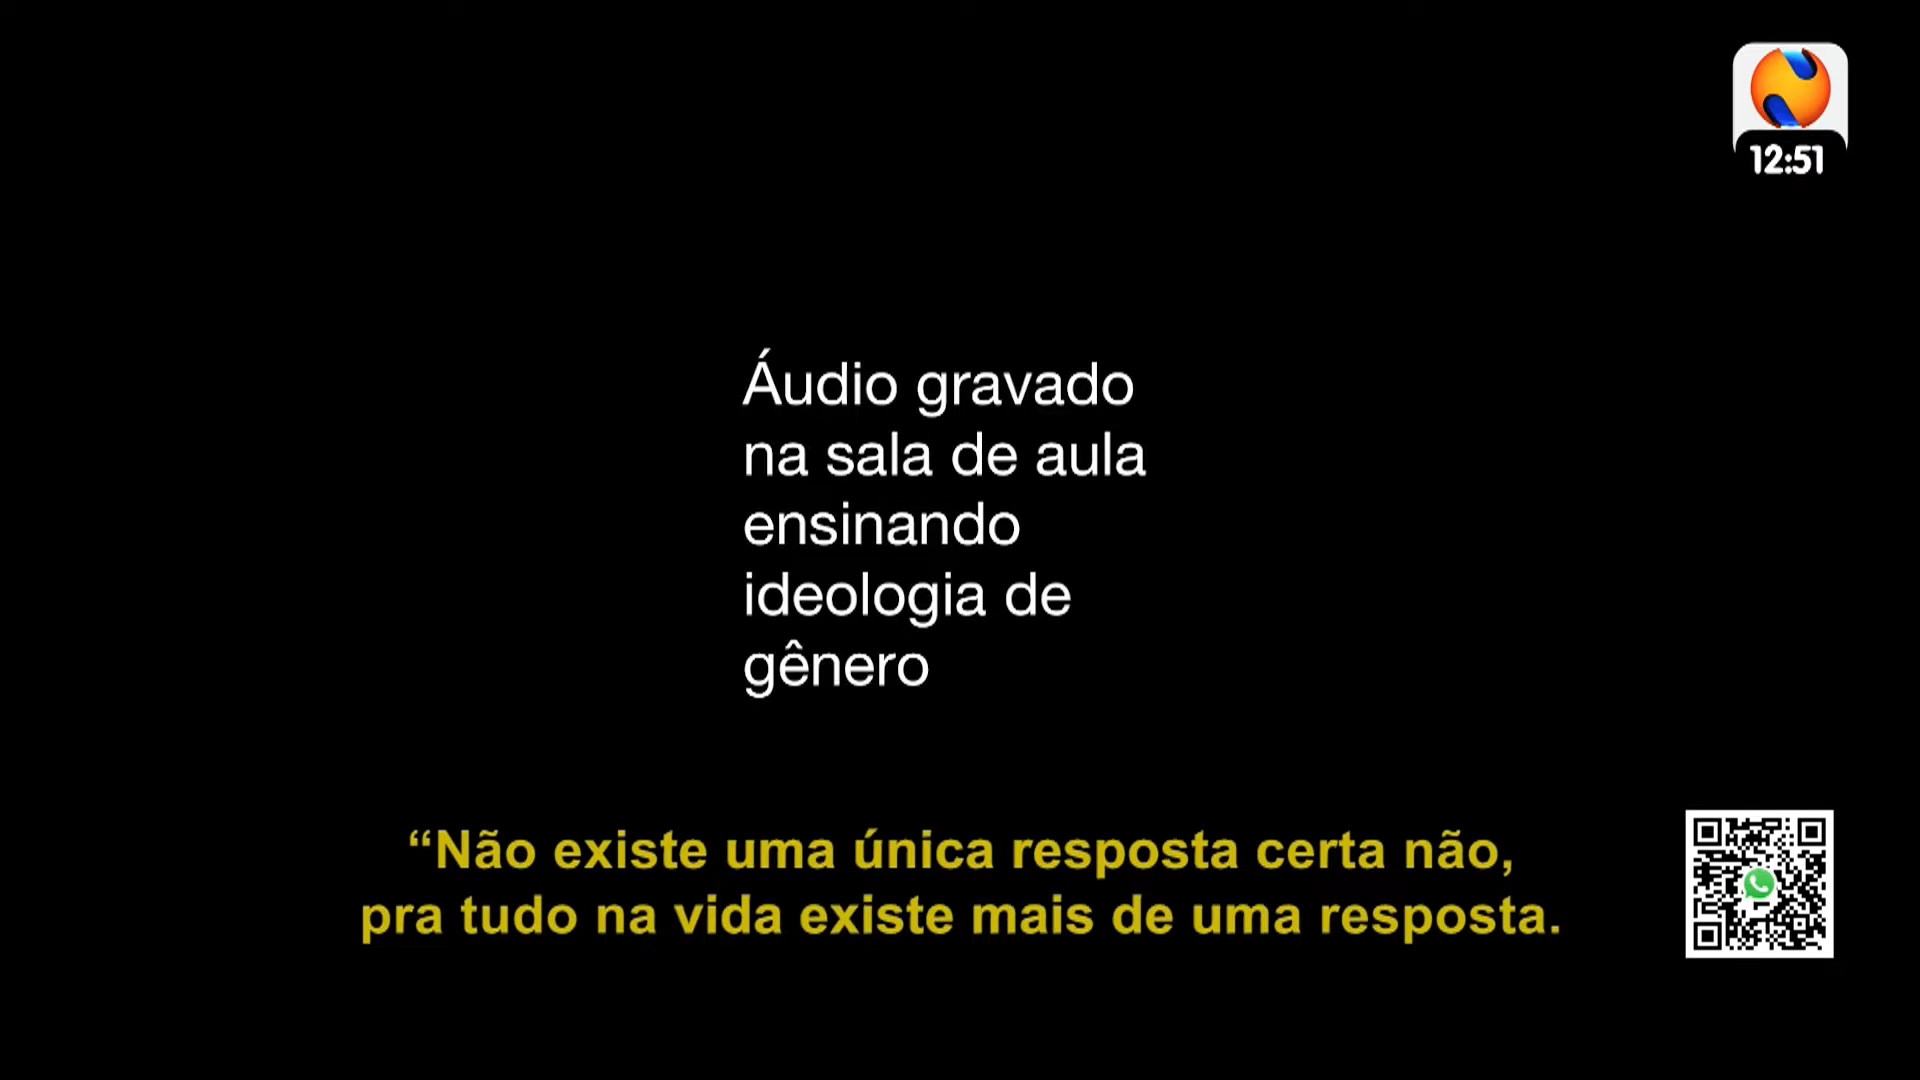 12:51
Áudio gravado
na sala de aula
ensinando
ideologia de
gênero
“Não existe uma única resposta certa não,
pra tudo na vida existe mais de uma resposta.